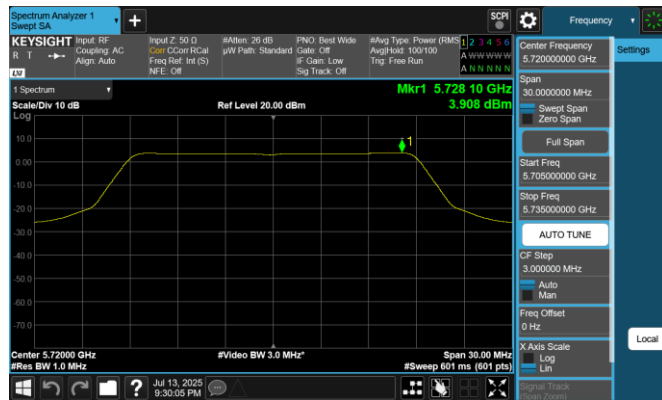 Spectrum Analyzer 1
Swept SA
SCPI
Frequency
KEYSIGHT
R T
LXI
Input: RF
Coupling: AC
Align: Auto
Input Z: 50 Ω
Corr CCorr RCal
Freq Ref: Int (S)
NFE: Off
#Atten: 26 dB
µW Path: Standard
PNO: Best Wide
Gate: Off
IF Gain: Low
Sig Track: Off
#Avg Type: Power (RMS
Avg|Hold: 100/100
Trig: Free Run
1 2 3 4 5 6
A W W W W W
A N N N N N
1 Spectrum
Scale/Div 10 dB
Log
Ref Level 20.00 dBm
Mkr1 5.728 10 GHz
3.908 dBm
1
10.0
0.00
-10.0
-20.0
-30.0
-40.0
-50.0
-60.0
-70.0
Center 5.72000 GHz
#Res BW 1.0 MHz
#Video BW 3.0 MHz*
Span 30.00 MHz
#Sweep 601 ms (601 pts)
Jul 13, 2025
9:30:05 PM
?
Center Frequency
5.720000000 GHz
Span
30.0000000 MHz
Swept Span
Zero Span
Full Span
Start Freq
5.705000000 GHz
Stop Freq
5.735000000 GHz
AUTO TUNE
CF Step
3.000000 MHz
Auto
Man
Freq Offset
0 Hz
X Axis Scale
Log
Lin
Signal Track
(Span Zoom)
Settings
Local